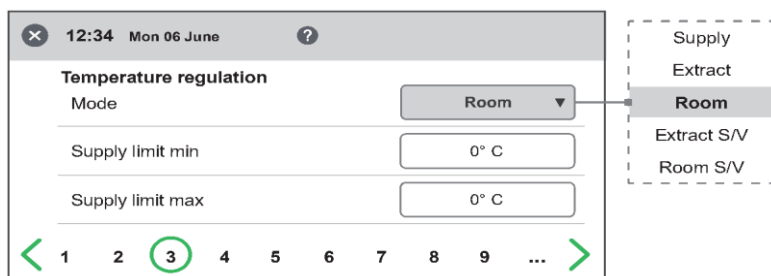 12:34 Mon 06 June ?
Temperature regulation
Mode Room ▼
Supply limit min 0° C
Supply limit max 0° C
1 2 3 4 5 6 7 8 9 ...
Supply
Extract
Room
Extract S/V
Room S/V